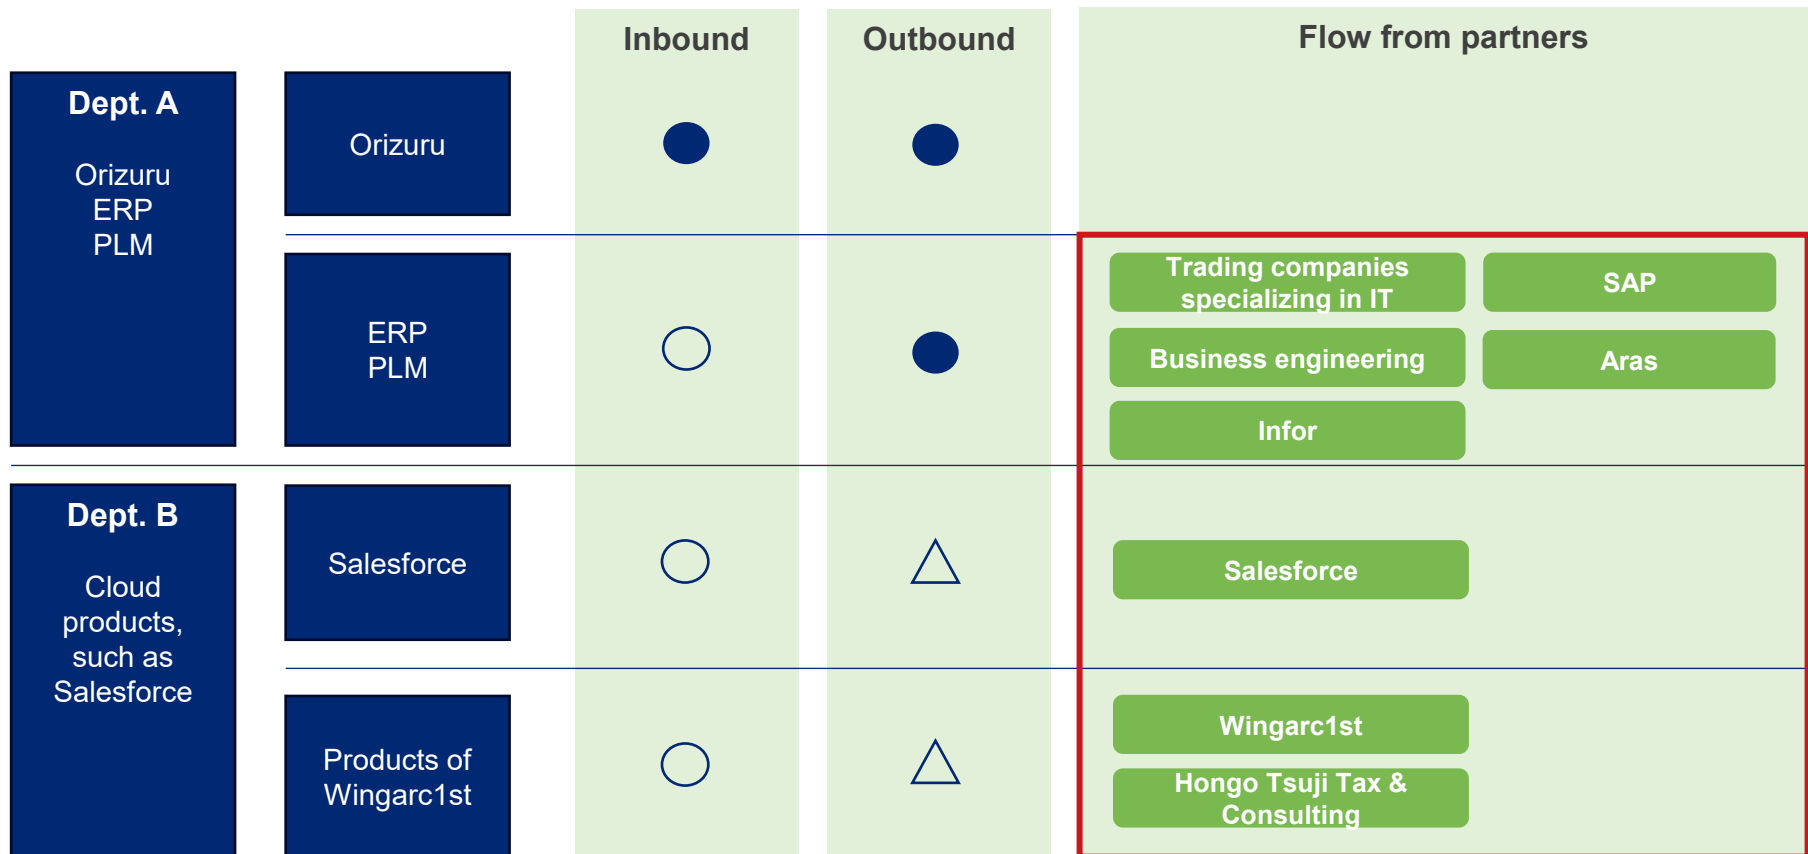 Inbound
Outbound
Flow from partners
Dept. A
Orizuru
ERP
PLM
Orizuru
ERP
PLM
Trading companies
specializing in IT
SAP
Business engineering
Aras
Infor
Dept. B
Cloud
products,
such as
Salesforce
Salesforce
Salesforce
Products of
Wingarc1st
Wingarc1st
Hongo Tsuji Tax &
Consulting